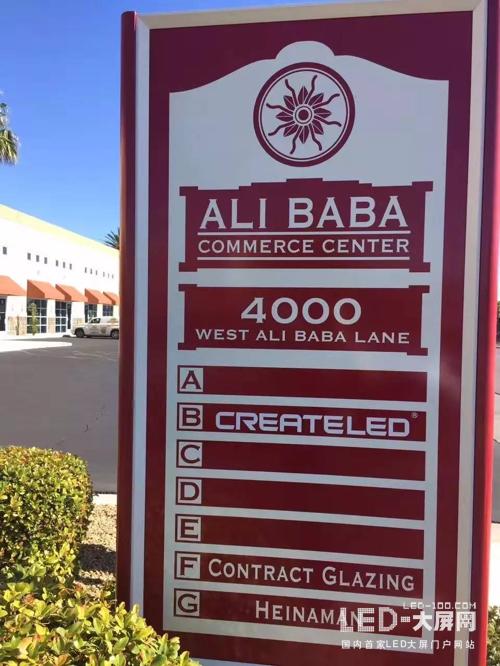 ALI BABA
COMMERCE CENTER
4000
WEST ALI BABA LANE
A
B CREATELED®
C
D
E
F CONTRACT GLAZING
G HEINAMAN
LED-100.COM
LED-大屏网
国内首家LED大屏门户网站